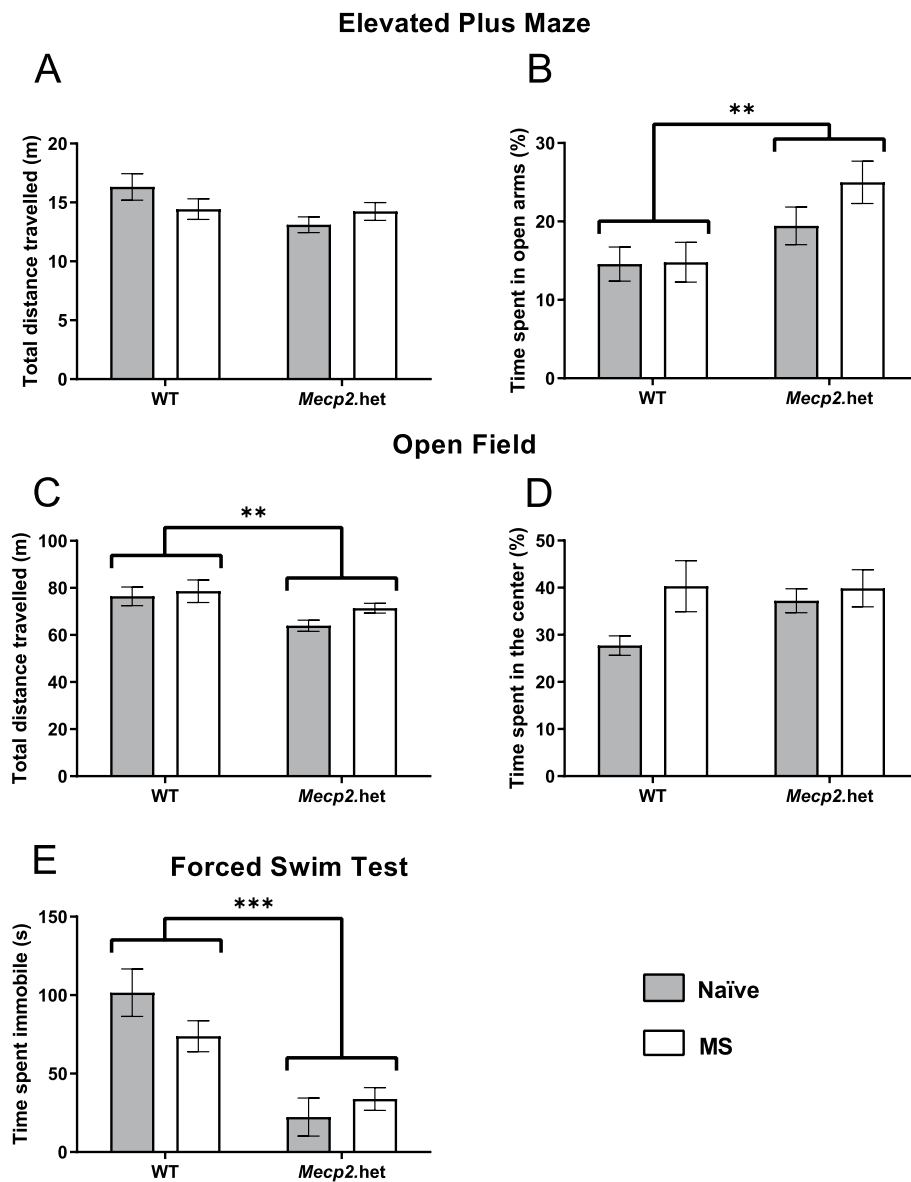 Elevated Plus Maze
A
B
**
Total distance travelled (m)
20
15
10
5
0
WT
Mecp2.het
Time spent in open arms (%)
30
20
10
0
WT
Mecp2.het
Open Field
C
D
**
Total distance travelled (m)
100
80
60
40
20
0
WT
Mecp2.het
Time spent in the center (%)
50
40
30
20
10
0
WT
Mecp2.het
E
Forced Swim Test
***
Time spent immobile (s)
150
100
50
0
WT
Mecp2.het
Naïve
MS